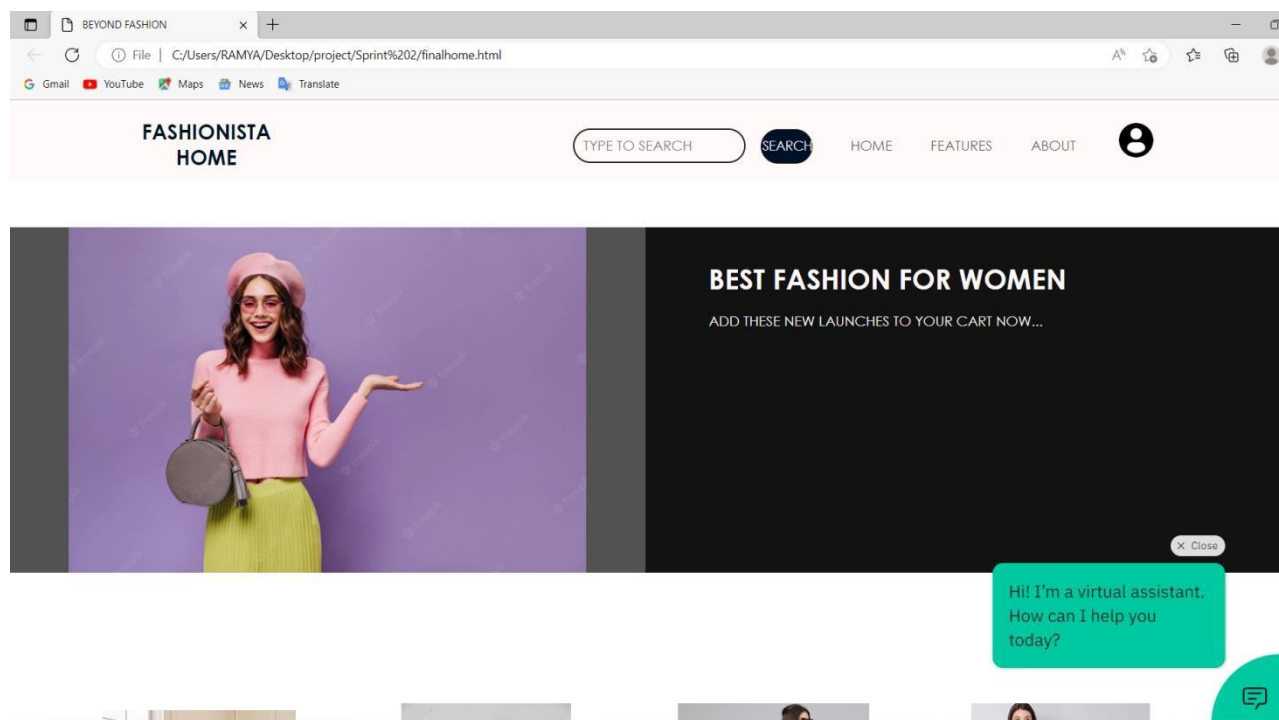 BEYOND FASHION
File | C:/Users/RAMYA/Desktop/project/Sprint%202/finalhome.html
Gmail YouTube Maps News Translate
FASHIONISTA
HOME
TYPE TO SEARCH SEARCH HOME FEATURES ABOUT
BEST FASHION FOR WOMEN
ADD THESE NEW LAUNCHES TO YOUR CART NOW...
× Close
Hi! I'm a virtual assistant.
How can I help you
today?